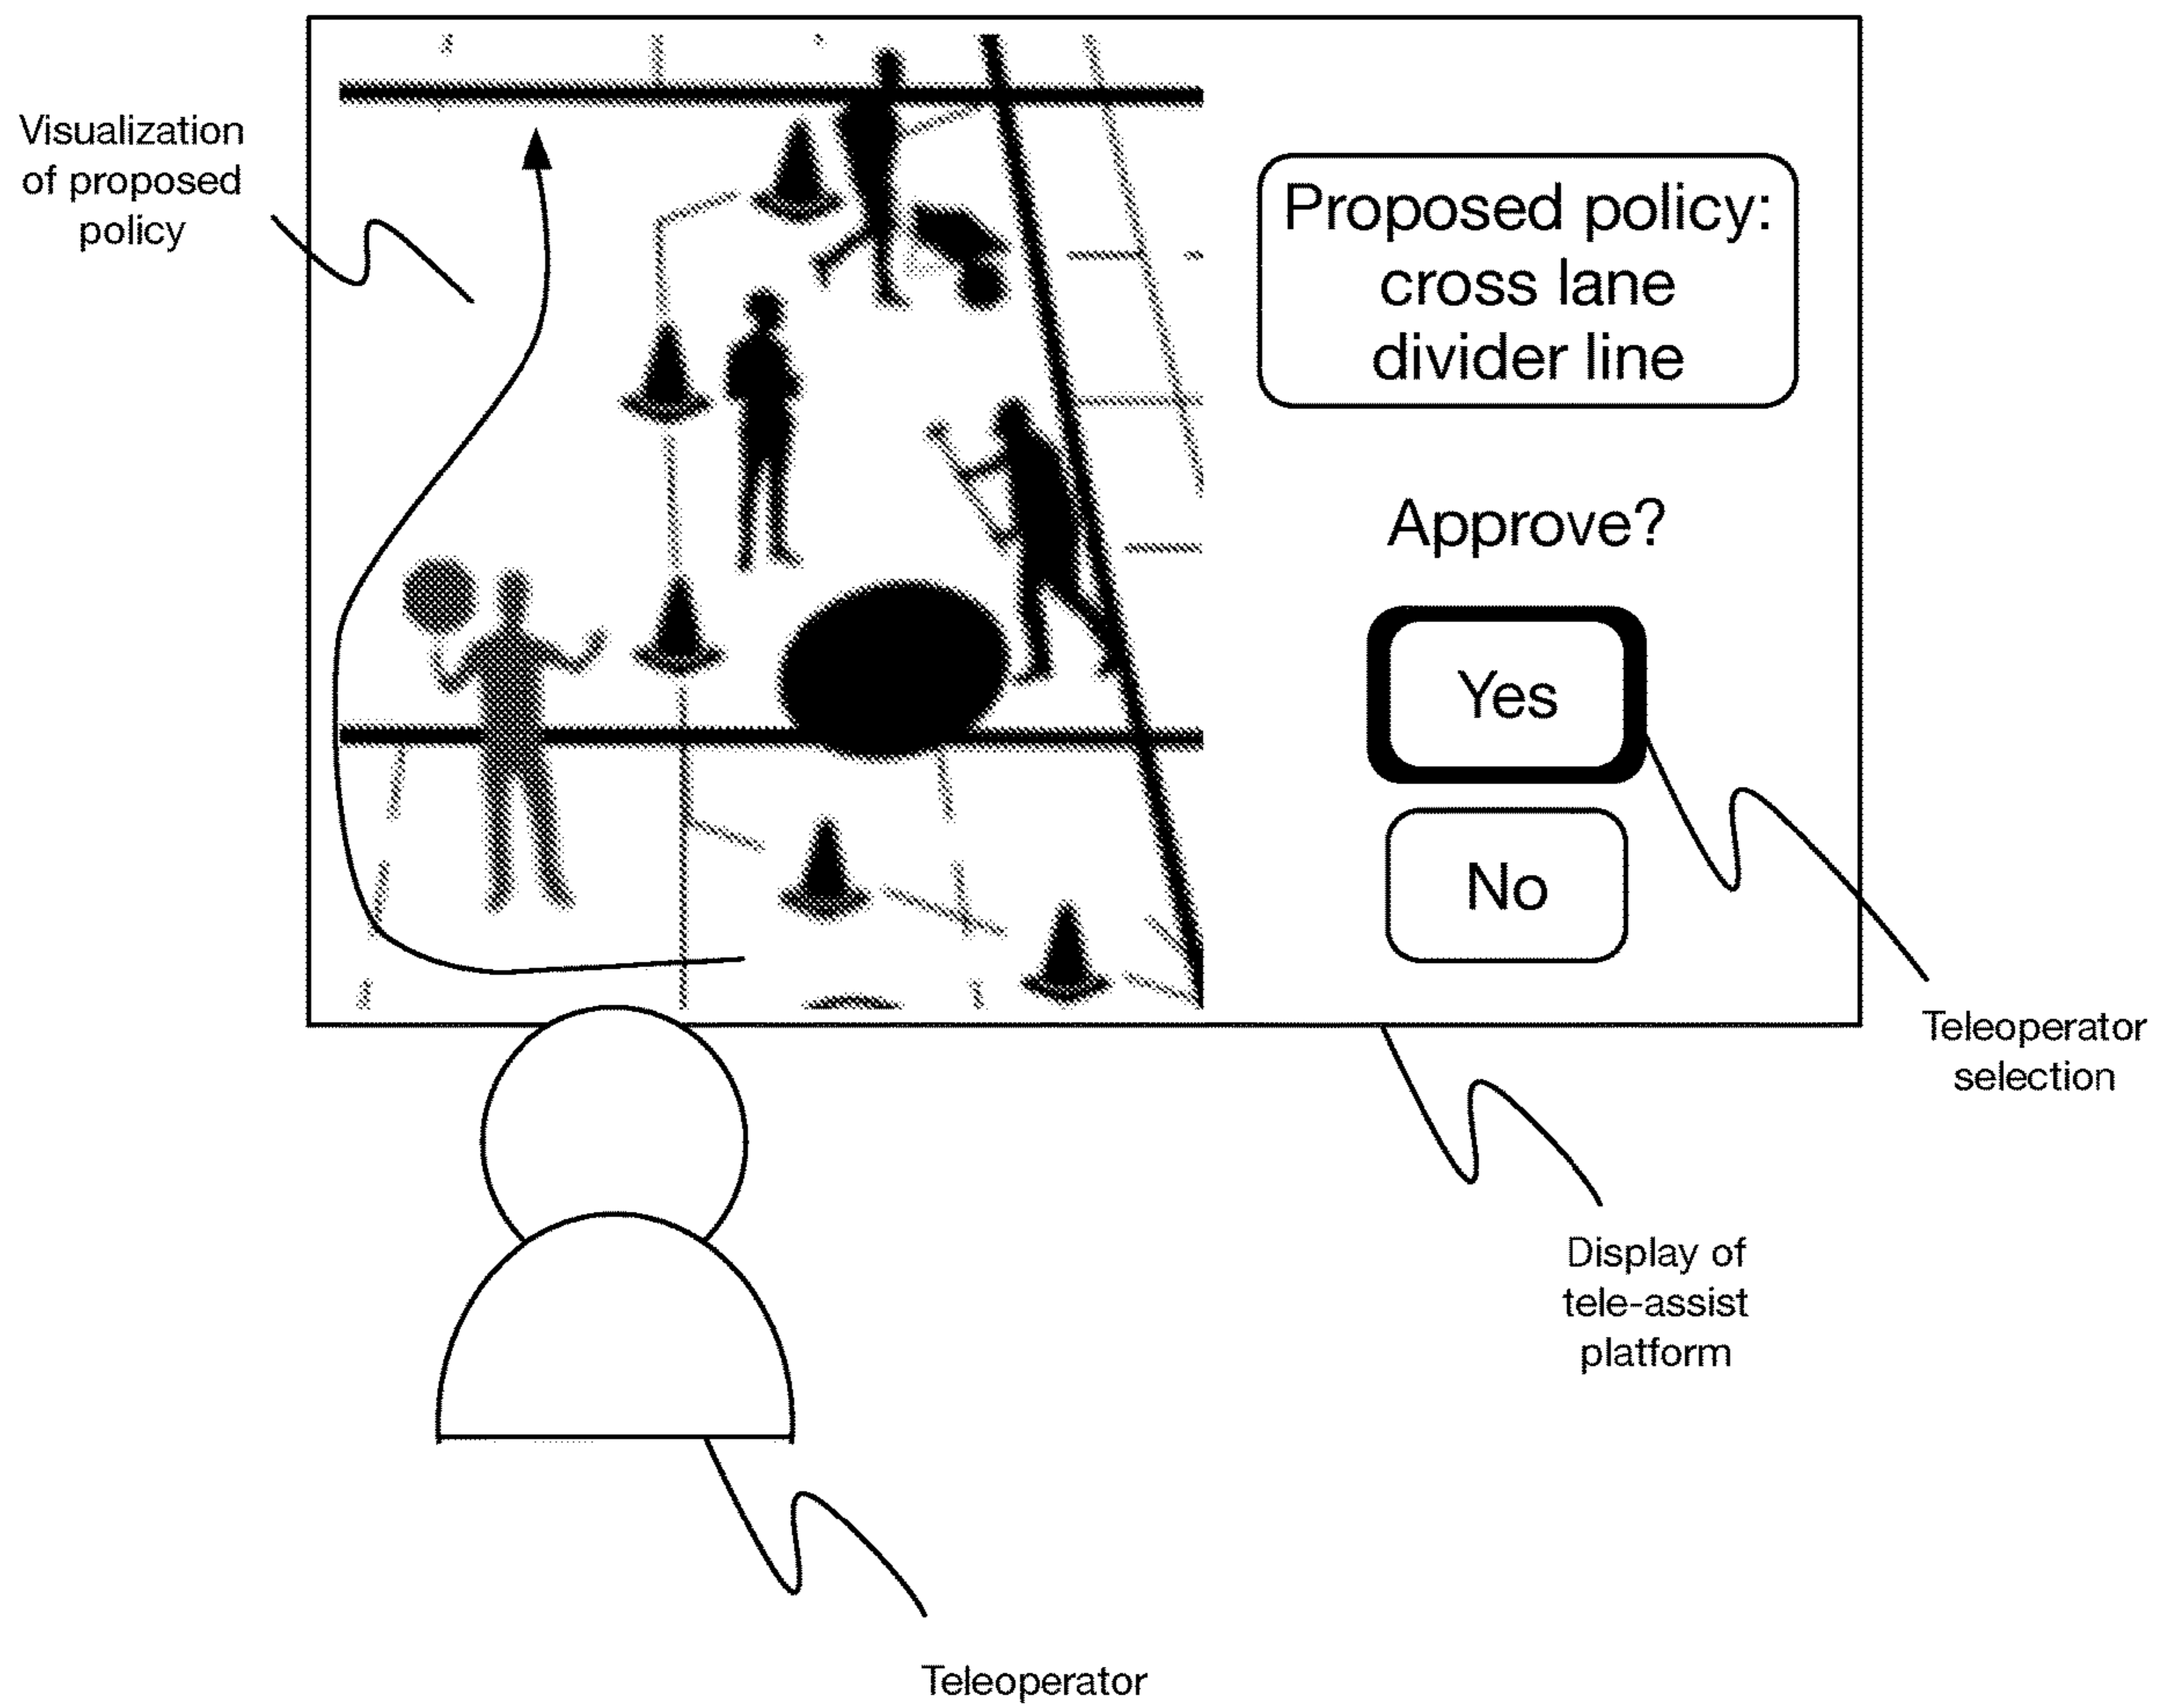 Visualization
of proposed
policy
Proposed policy:
cross lane
divider line
Approve?
Yes
No
Teleoperator
selection
Display of
tele-assist
platform
Teleoperator